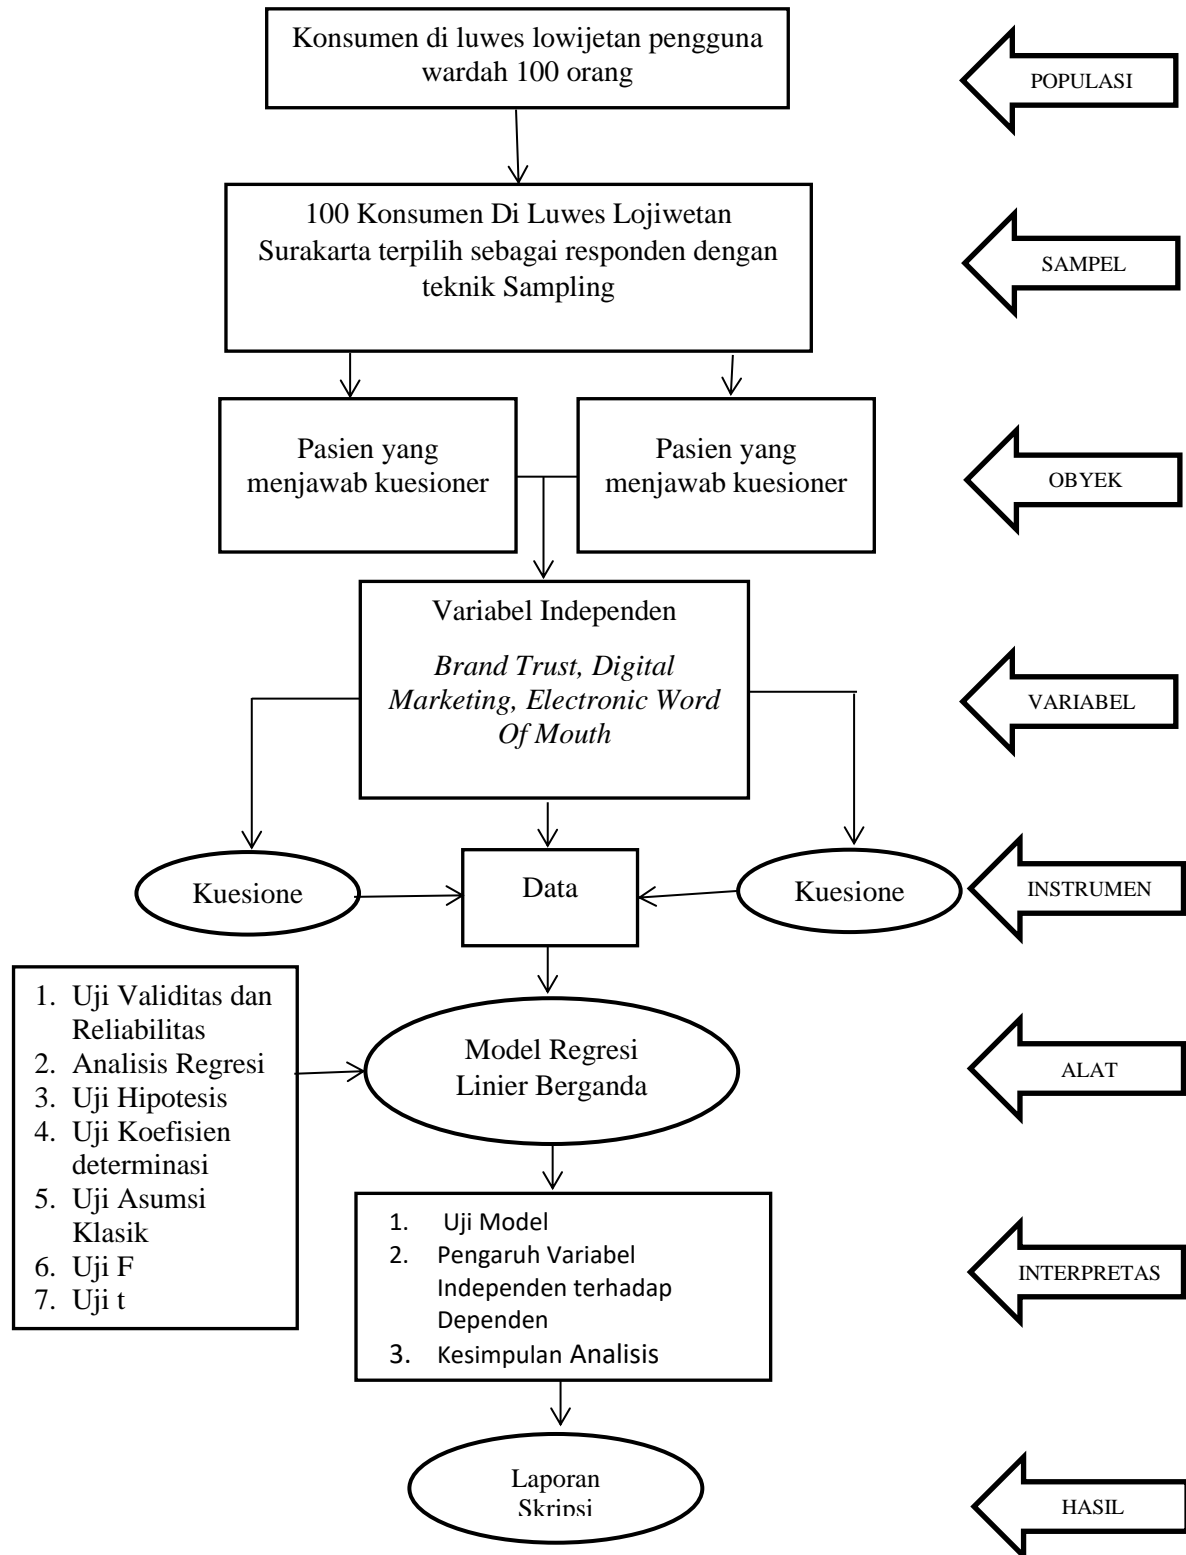 Konsumen di luwes lowijetan pengguna
wardah 100 orang
POPULASI
100 Konsumen Di Luwes Lojiwetan
Surakarta terpilih sebagai responden dengan
teknik Sampling
SAMPEL
Pasien yang
menjawab kuesioner
Pasien yang
menjawab kuesioner
OBYEK
Variabel Independen
Brand Trust, Digital
Marketing, Electronic Word
Of Mouth
VARIABEL
Kuesione
Data
Kuesione
INSTRUMEN
1. Uji Validitas dan
Reliabilitas
2. Analisis Regresi
3. Uji Hipotesis
4. Uji Koefisien
determinasi
5. Uji Asumsi
Klasik
6. Uji F
7. Uji t
Model Regresi
Linier Berganda
ALAT
1. Uji Model
2. Pengaruh Variabel
Independen terhadap
Dependen
3. Kesimpulan Analisis
INTERPRETAS
Laporan
Skripsi
HASIL